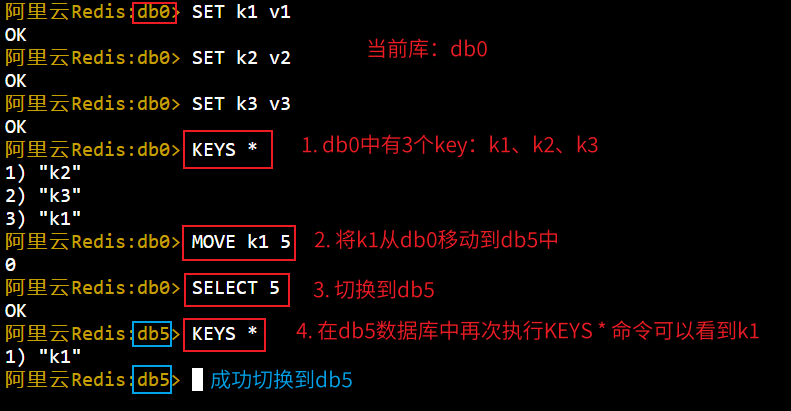 阿里云Redis:db0> SET k1 v1
OK
当前库：db0
阿里云Redis:db0> SET k2 v2
OK
阿里云Redis:db0> SET k3 v3
OK
阿里云Redis:db0> KEYS * 1. db0中有3个key：k1、k2、k3
1) "k2"
2) "k3"
3) "k1"
阿里云Redis:db0> MOVE k1 5 2. 将k1从db0移动到db5中
0
阿里云Redis:db0> SELECT 5 3. 切换到db5
OK
阿里云Redis:db5> KEYS * 4. 在db5数据库中再次执行KEYS * 命令可以看到k1
1) "k1"
阿里云Redis:db5> 成功切换到db5